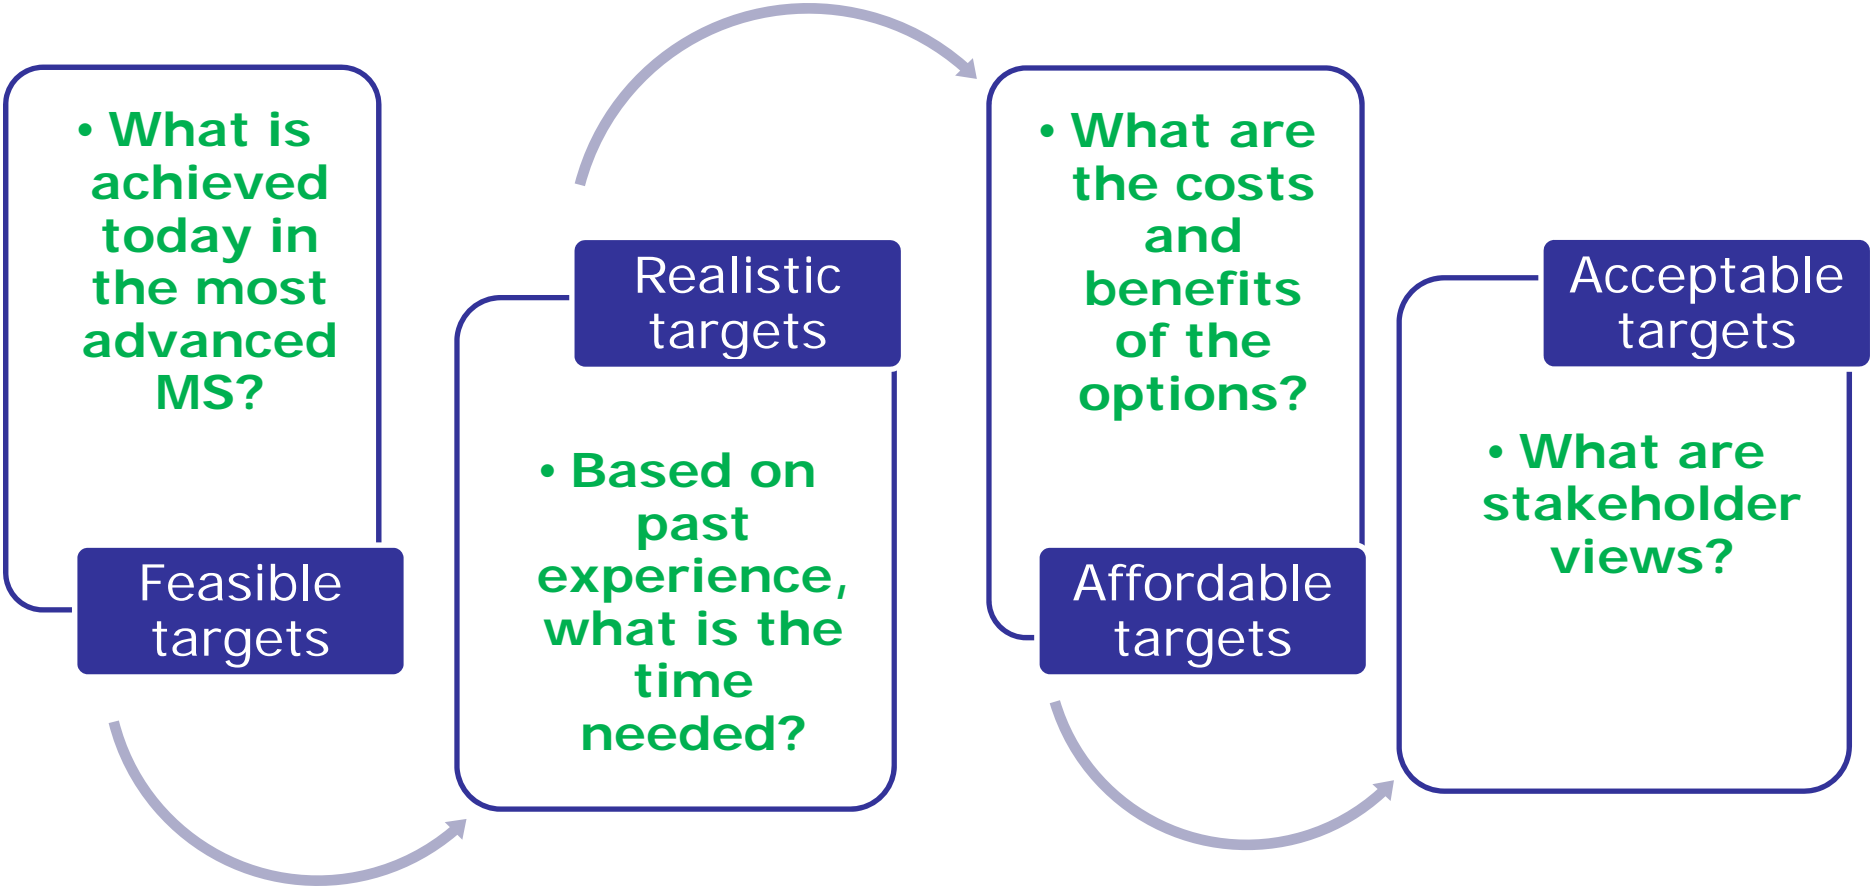 • What is
achieved
today in
the most
advanced
MS?
Feasible
targets
Realistic
targets
• Based on
past
experience,
what is the
time
needed?
• What are
the costs
and
benefits
of the
options?
Affordable
targets
Acceptable
targets
• What are
stakeholder
views?